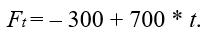 Fₜ = – 300 + 700 * t.